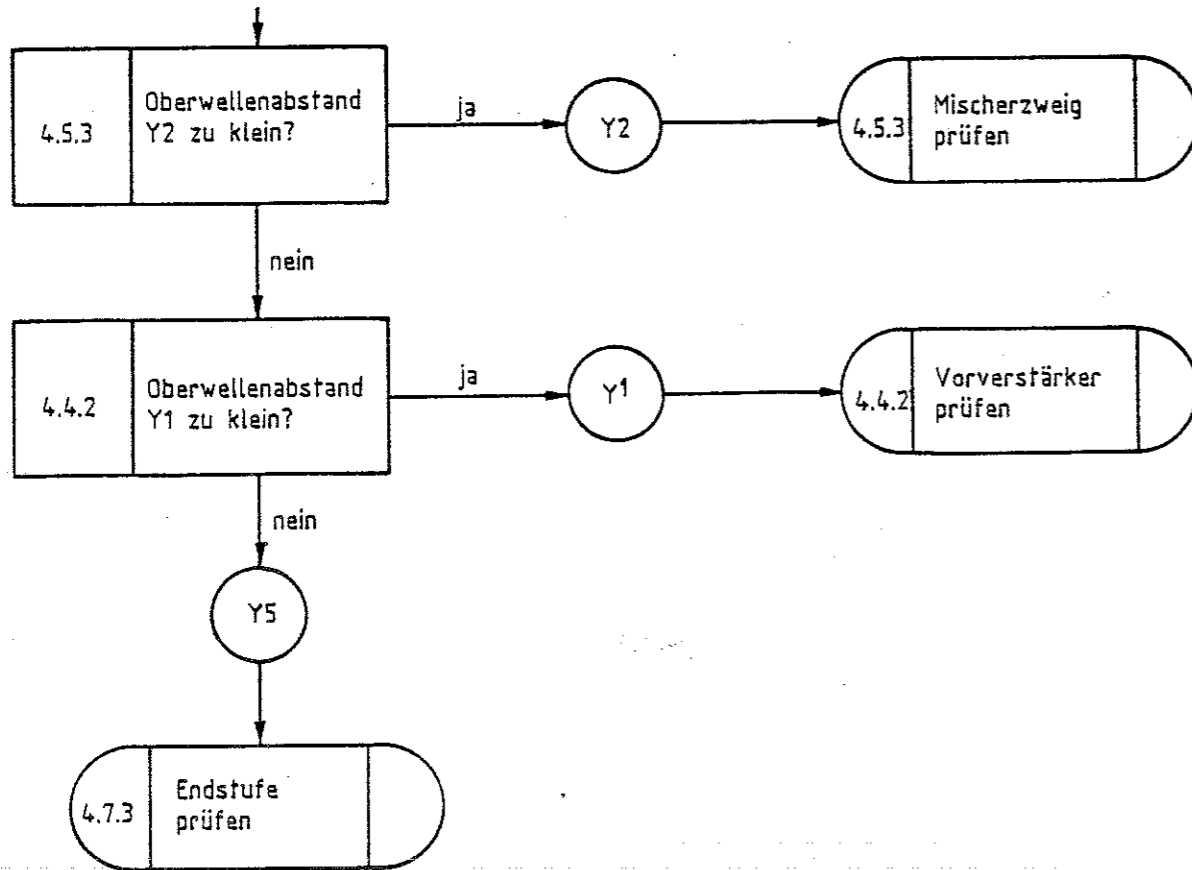 4.5.3
Oberwellenabstand
Y2 zu klein?
ja
Y2
4.5.3
Mischerzweig
prüfen
nein
4.4.2
Oberwellenabstand
Y1 zu klein?
ja
Y1
4.4.2
Vorverstärker
prüfen
nein
Y5
4.7.3
Endstufe
prüfen